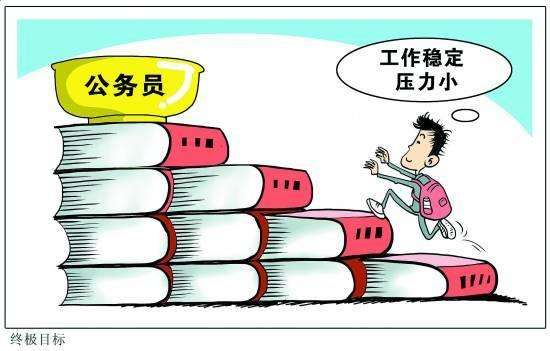 公务员
工作稳定
压力小
终极目标